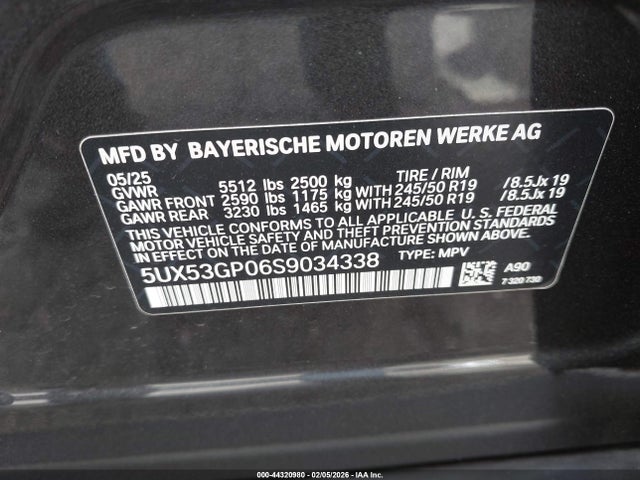 MFD BY BAYERISCHE MOTOREN WERKE AG
05/25 TIRE / RIM
GVWR 5512 lbs 2500 kg
GAWR FRONT 2590 lbs 1175 kg WITH 245/50 R19 /8.5Jx19
GAWR REAR 3230 lbs 1465 kg WITH 245/50 R19 /8.5Jx19
THIS VEHICLE CONFORMS TO ALL APPLICABLE U. S. FEDERAL
MOTOR VEHICLE SAFETY AND THEFT PREVENTION STANDARDS
IN EFFECT ON THE DATE OF MANUFACTURE SHOWN ABOVE.
5UX53GP06S9034338 TYPE: MPV
A90
7 320 730
000-44320980 - 02/05/2026 - IAA Inc.